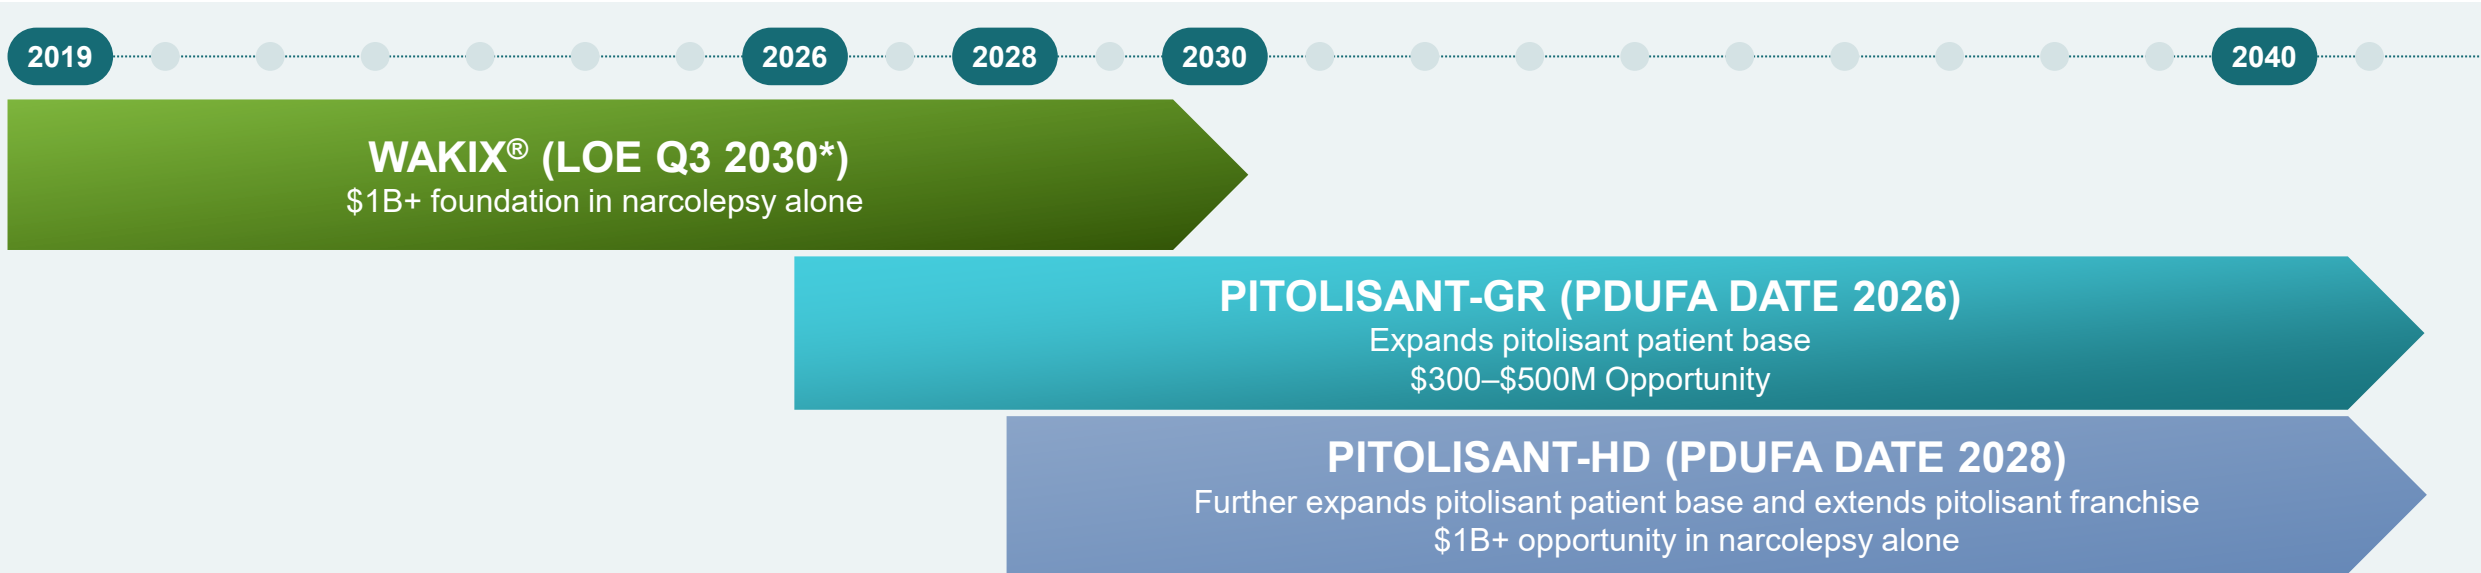 2019 2026 2028 2030 2040
WAKIX® (LOE Q3 2030*)
$1B+ foundation in narcolepsy alone
PITOLISANT-GR (PDUFA DATE 2026)
Expands pitolisant patient base
$300–$500M Opportunity
PITOLISANT-HD (PDUFA DATE 2028)
Further expands pitolisant patient base and extends pitolisant franchise
$1B+ opportunity in narcolepsy alone